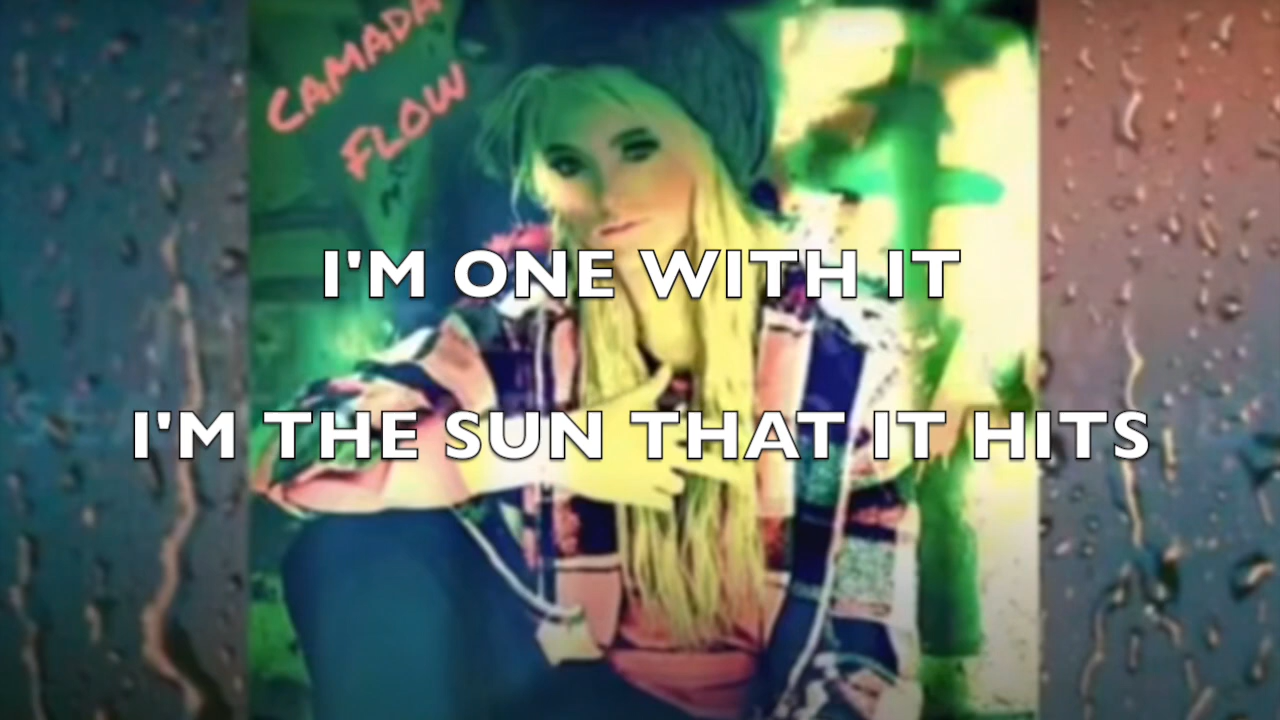 CAMADA
FLOW
I'M ONE WITH IT
I'M THE SUN THAT IT HITS